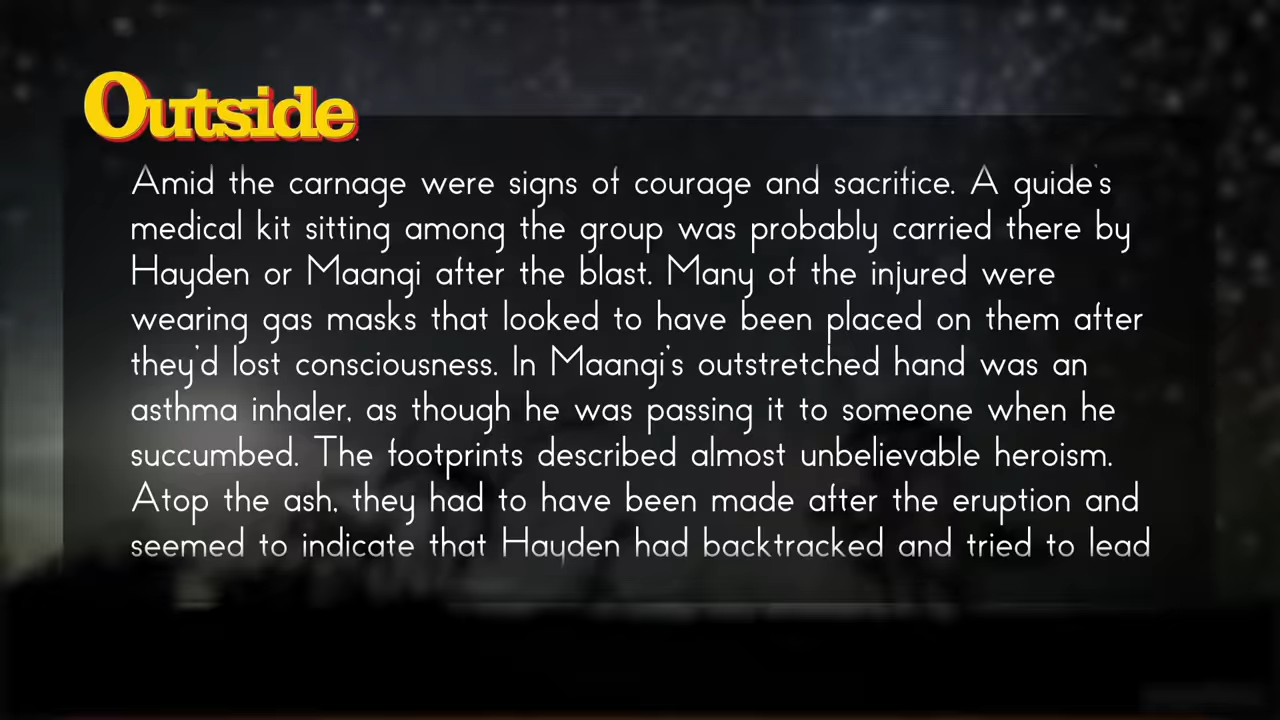 Outside
Amid the carnage were signs of courage and sacrifice. A guide's
medical kit sitting among the group was probably carried there by
Hayden or Maangi after the blast. Many of the injured were
wearing gas masks that looked to have been placed on them after
they'd lost consciousness. In Maangi's outstretched hand was an
asthma inhaler, as though he was passing it to someone when he
succumbed. The footprints described almost unbelievable heroism.
Atop the ash, they had to have been made after the eruption and
seemed to indicate that Hayden had backtracked and tried to lead